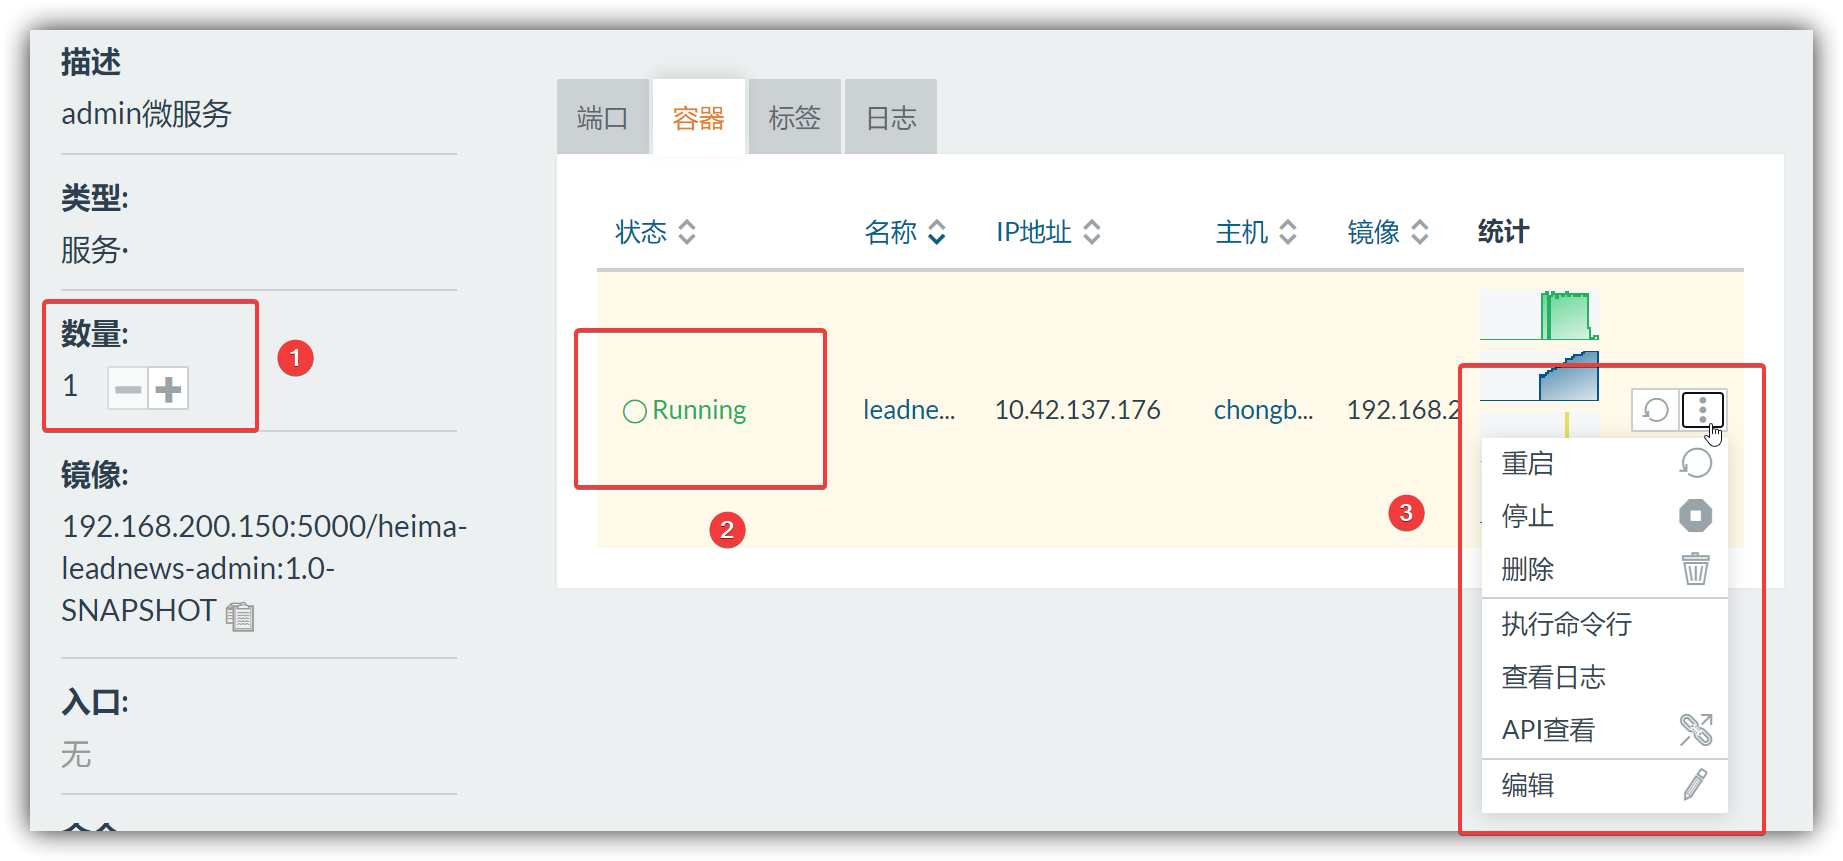 描述
admin微服务
类型:
服务·
数量:
1
1
镜像:
192.168.200.150:5000/heima-
leadnews-admin:1.0-
SNAPSHOT
入口:
无
端口 容器 标签 日志
状态 名称 IP地址 主机 镜像 统计
Running leadne... 10.42.137.176 chongb... 192.168.2
2
3
重启
停止
删除
执行命令行
查看日志
API查看
编辑